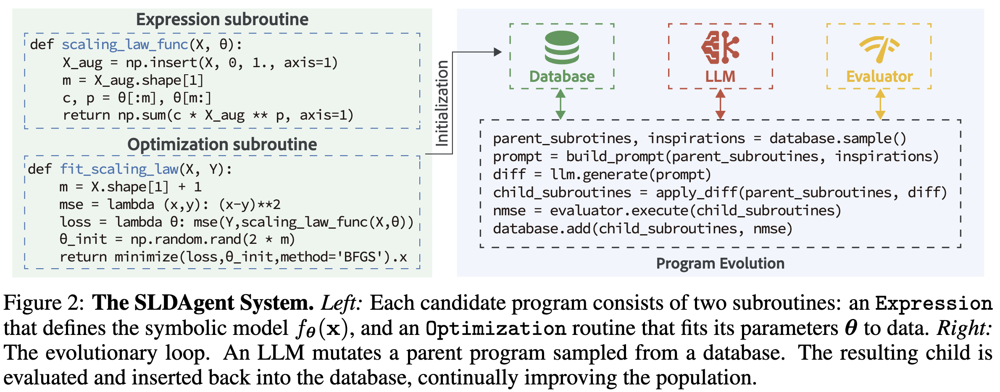 Expression subroutine
def scaling_law_func(X, θ):
    X_aug = np.insert(X, 0, 1., axis=1)
    m = X_aug.shape[1]
    c, p = θ[:m], θ[m:]
    return np.sum(c * X_aug ** p, axis=1)
Optimization subroutine
def fit_scaling_law(X, Y):
    m = X.shape[1] + 1
    mse = lambda (x,y): (x-y)**2
    loss = lambda θ: mse(Y,scaling_law_func(X,θ))
    θ_init = np.random.rand(2 * m)
    return minimize(loss,θ_init,method='BFGS').x
Initialization
Database
LLM
Evaluator
parent_subrotines, inspirations = database.sample()
prompt = build_prompt(parent_subroutines, inspirations)
diff = llm.generate(prompt)
child_subroutines = apply_diff(parent_subroutines, diff)
nmse = evaluator.execute(child_subroutines)
database.add(child_subroutines, nmse)
Program Evolution
Figure 2: The SLDAgent System. Left: Each candidate program consists of two subroutines: an Expression
that defines the symbolic model fθ(x), and an Optimization routine that fits its parameters θ to data. Right:
The evolutionary loop. An LLM mutates a parent program sampled from a database. The resulting child is
evaluated and inserted back into the database, continually improving the population.